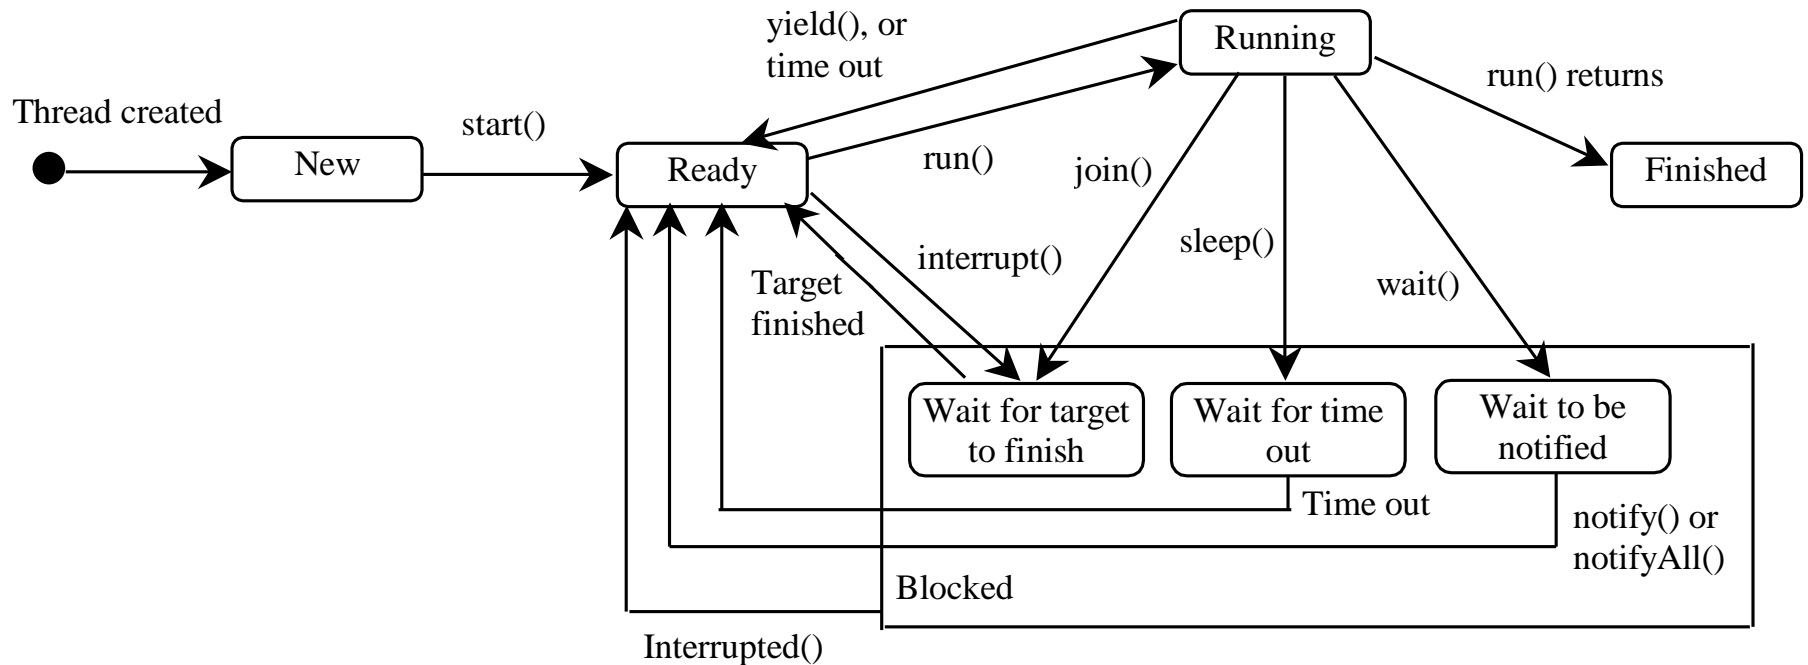 yield(), or
time out
Running
run() returns
Thread created
start()
New
Ready
run()
join()
Finished
interrupt()
sleep()
Target
finished
wait()
Wait for target
to finish
Wait for time
out
Wait to be
notified
Time out
notify() or
notifyAll()
Blocked
Interrupted()